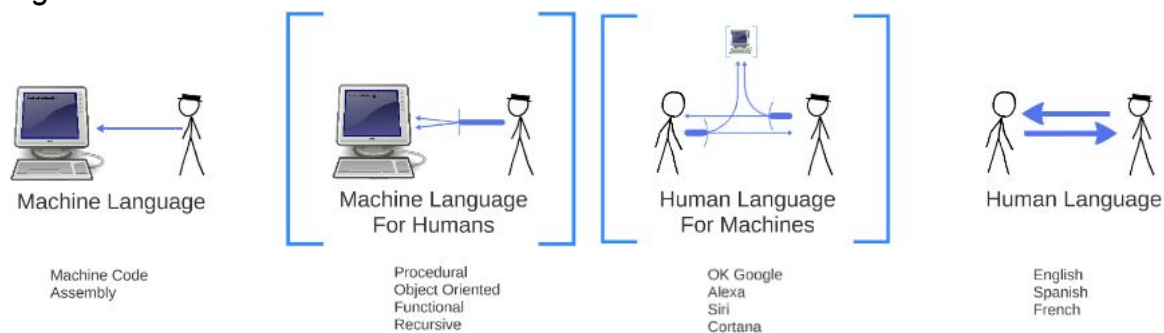 Machine Language
Machine Language
For Humans
Human Language
For Machines
Human Language
Machine Code
Assembly
Procedural
Object Oriented
Functional
Recursive
OK Google
Alexa
Siri
Cortana
English
Spanish
French